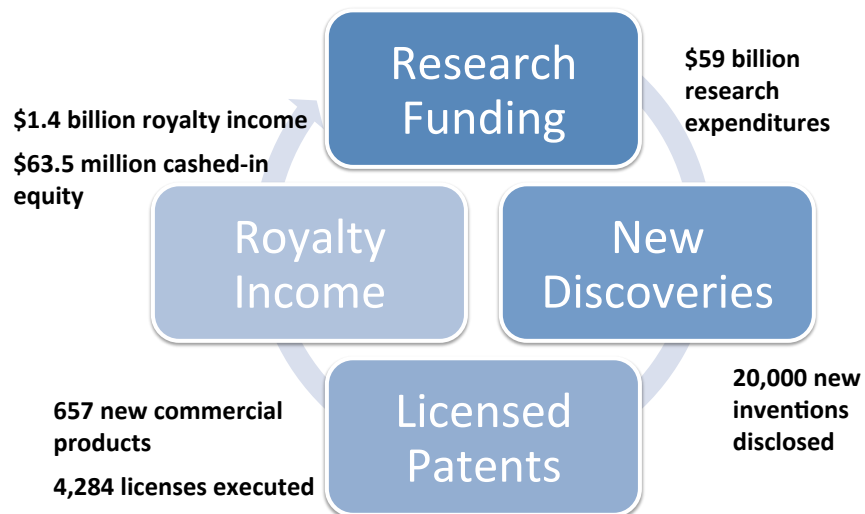 Research
Funding
$59 billion
research
expenditures
New
Discoveries
20,000 new
inventions
disclosed
Licensed
Patents
657 new commercial
products
4,284 licenses executed
Royalty
Income
$1.4 billion royalty income
$63.5 million cashed-in
equity